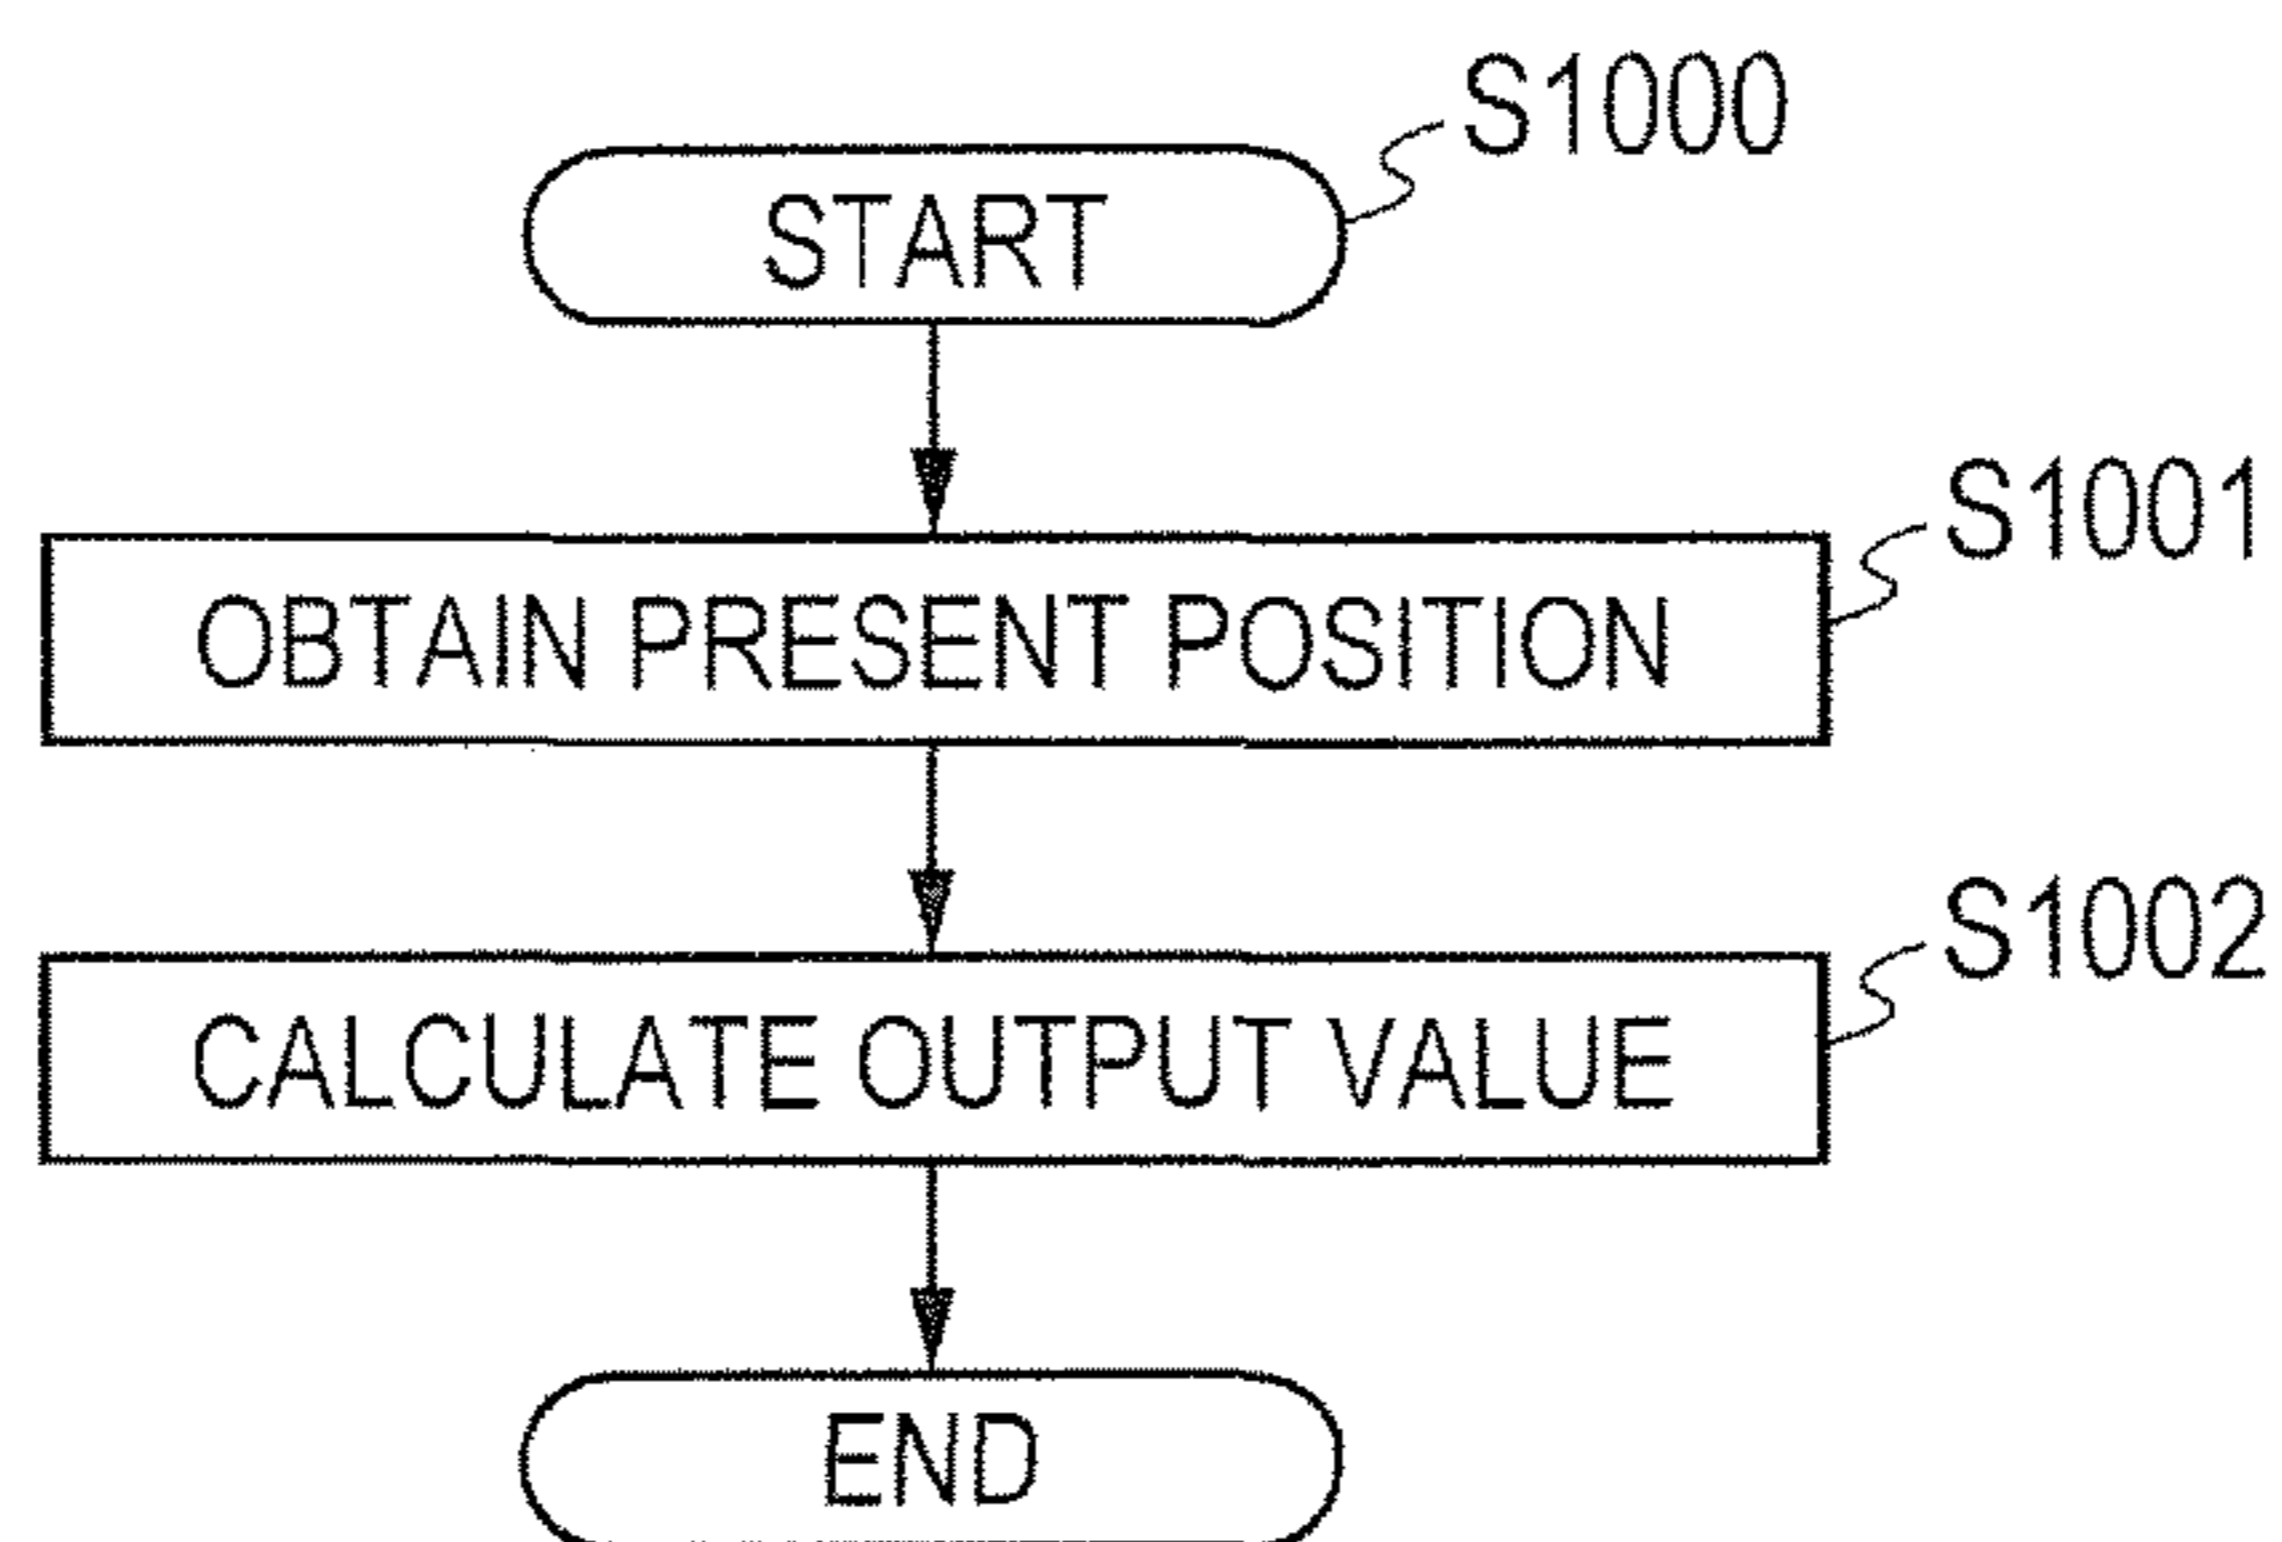 S1000
START
S1001
OBTAIN PRESENT POSITION
S1002
CALCULATE OUTPUT VALUE
END